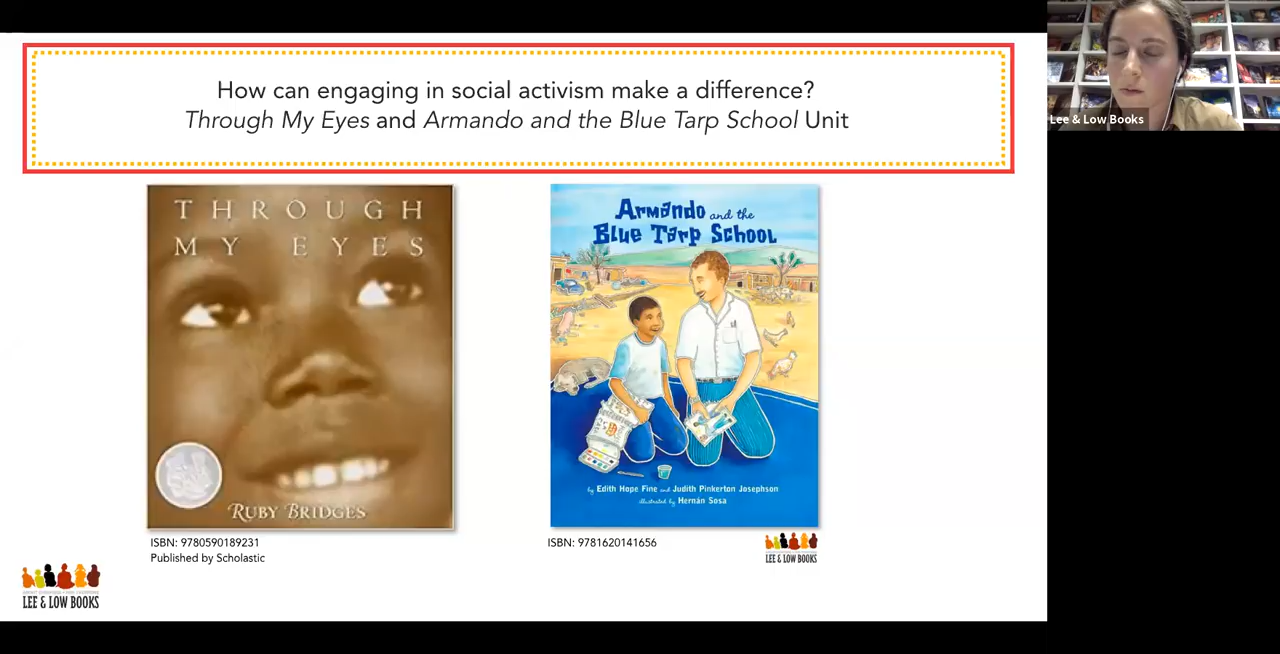 How can engaging in social activism make a difference?
Through My Eyes and Armando and the Blue Tarp School Unit
Lee & Low Books
THROUGH
MY EYES
RUBY BRIDGES
Armando and the
Blue Tarp School
by Edith Hope Fine and Judith Pinkerton Josephson
illustrated by Hernán Sosa
ISBN: 9780590189231
Published by Scholastic
ISBN: 9781620141656
LEE & LOW BOOKS
LEE & LOW BOOKS